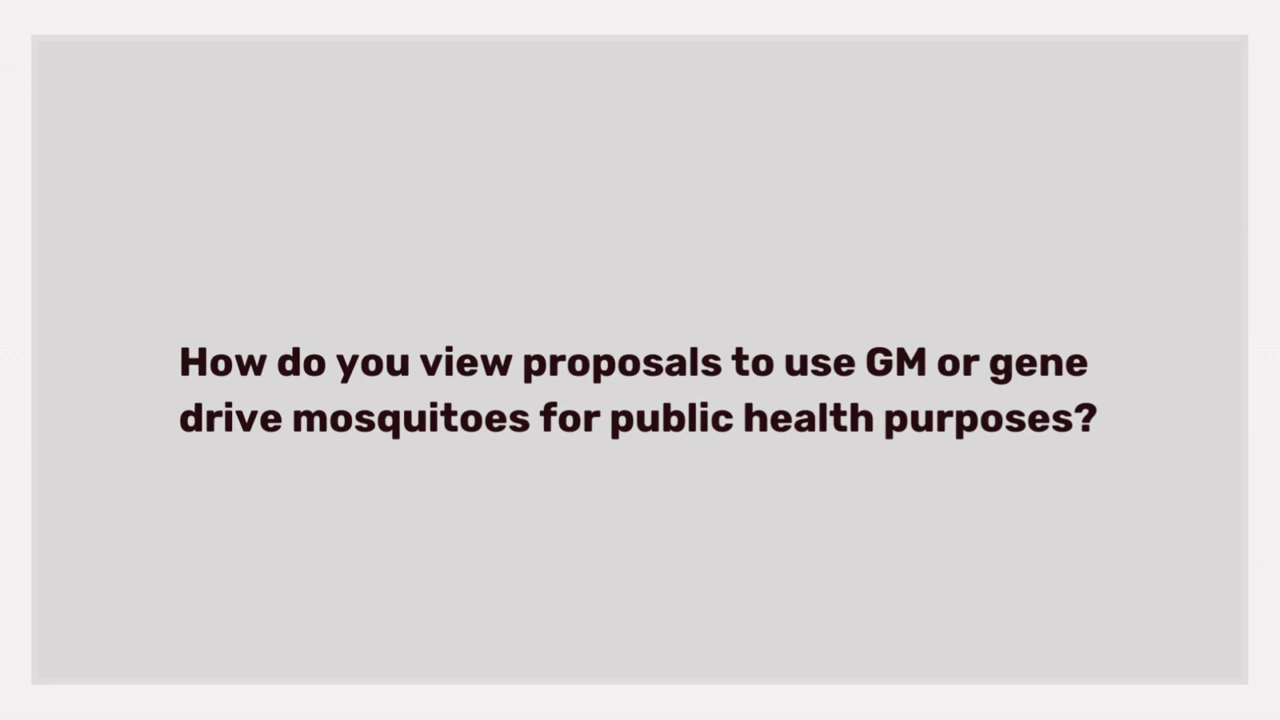 How do you view proposals to use GM or gene
drive mosquitoes for public health purposes?